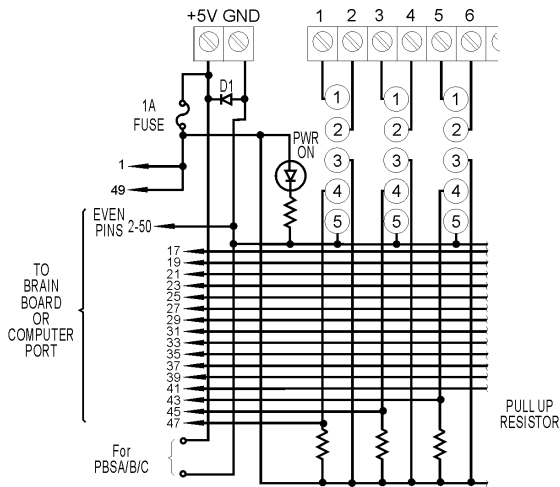 +5V GND 1 2 3 4 5 6
D1
1A
FUSE
PWR
ON
1 1 1
2 2 2
3 3 3
4 4 4
5 5 5
1
49
EVEN
PINS 2-50
TO
BRAIN
BOARD
OR
COMPUTER
PORT
17
19
21
23
25
27
29
31
33
35
37
39
41
43
45
47
PULL UP
RESISTOR
For
PBSA/B/C